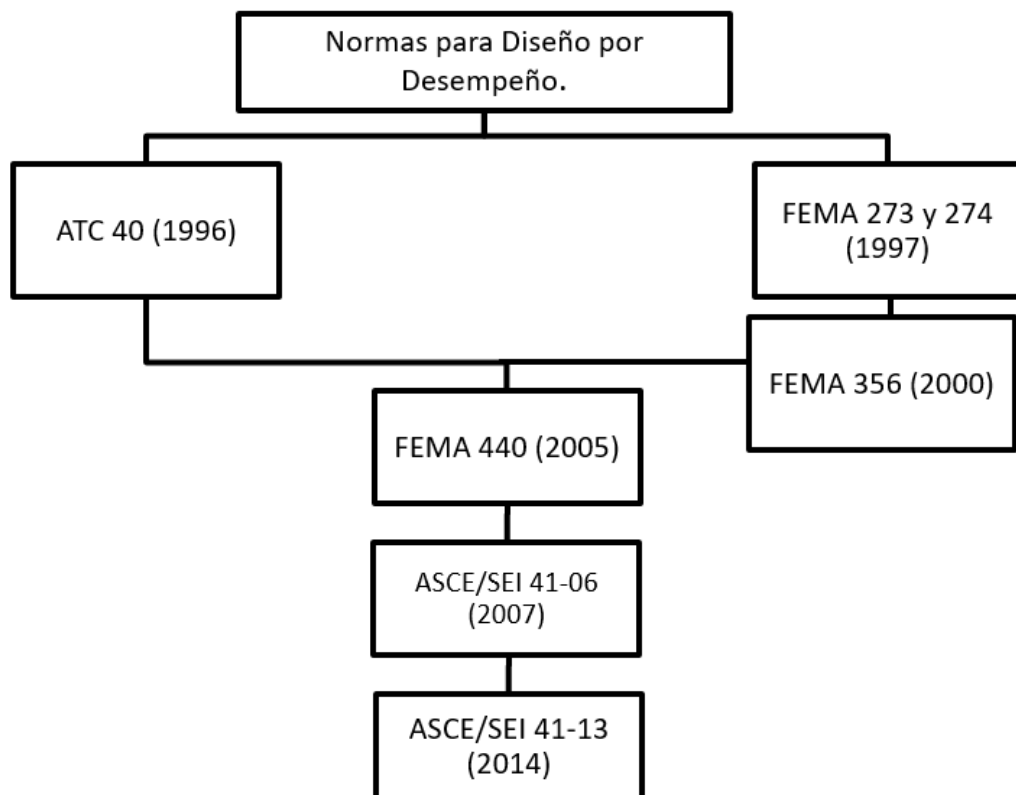 Normas para Diseño por
Desempeño.
ATC 40 (1996)
FEMA 273 y 274
(1997)
FEMA 356 (2000)
FEMA 440 (2005)
ASCE/SEI 41-06
(2007)
ASCE/SEI 41-13
(2014)